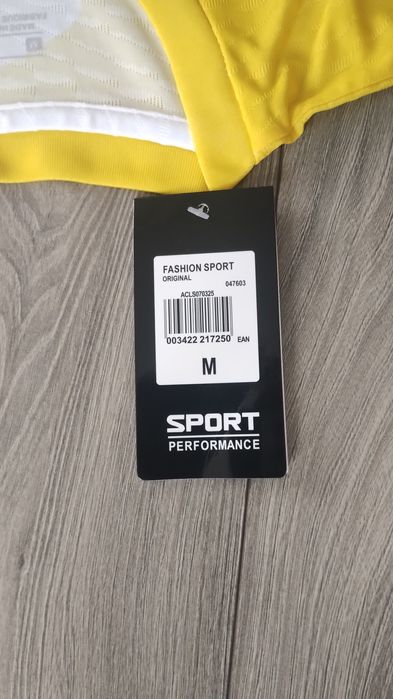 FASHION SPORT
ORIGINAL
047603
ACLS070325
003422 217250 EAN
M
SPORT
PERFORMANCE